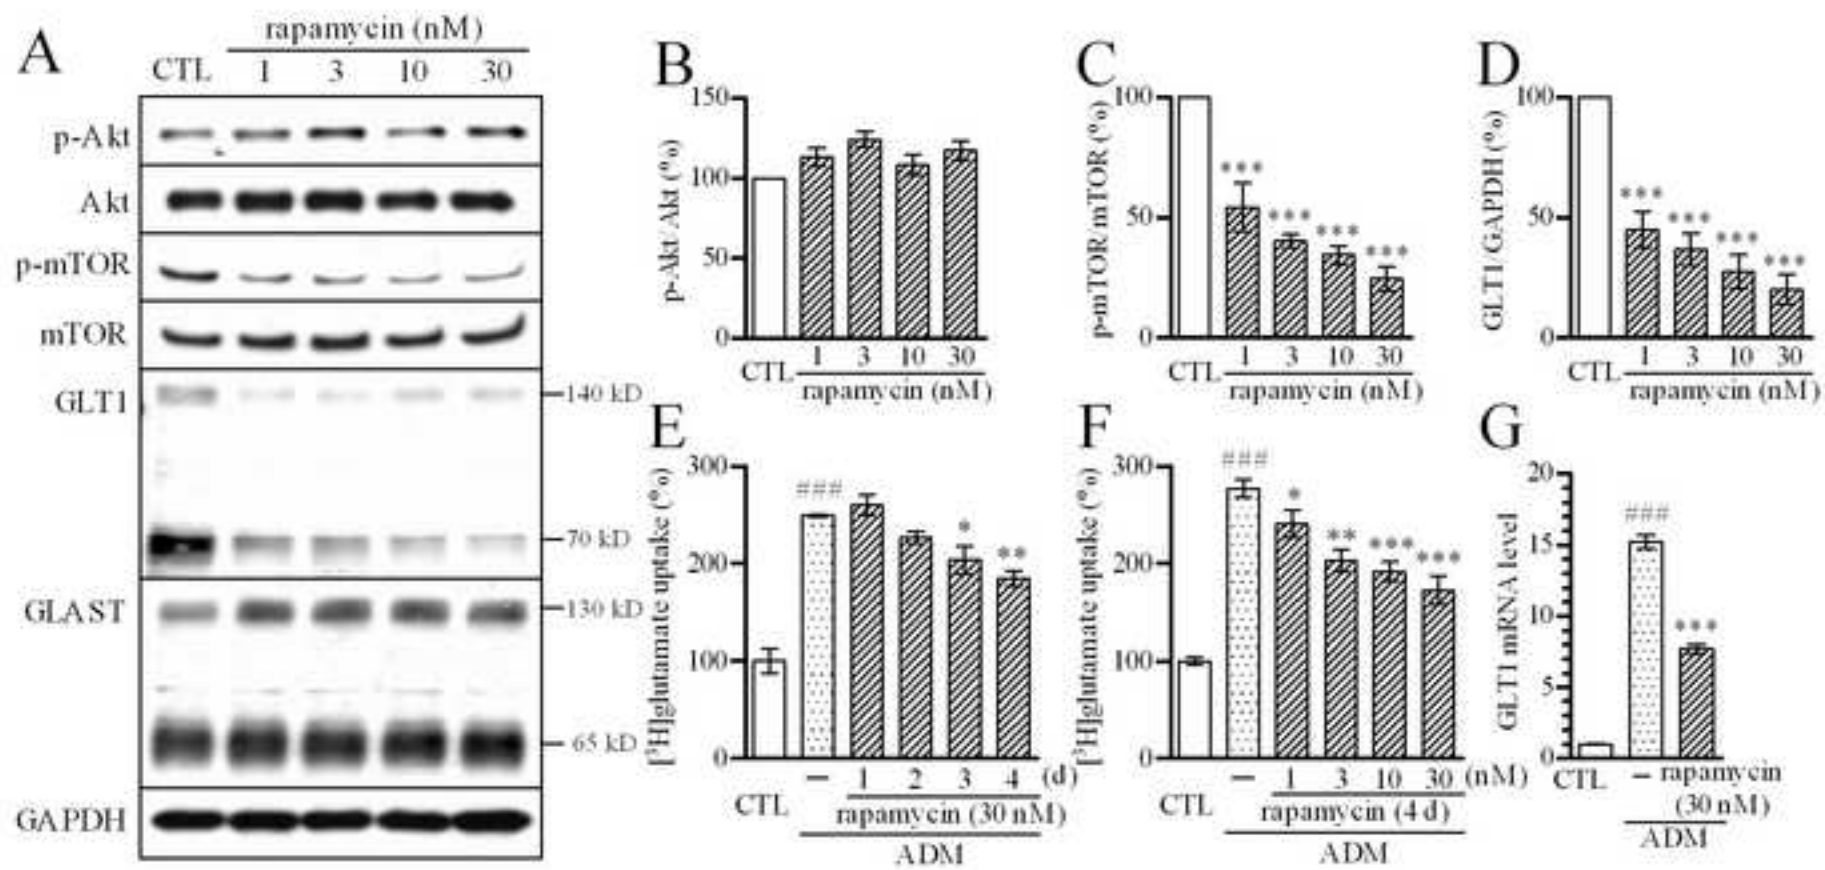 A
rapamycin (nM)
CTL 1 3 10 30
p-Akt
Akt
p-mTOR
mTOR
GLT1
140 kD
70 kD
GLAST
130 kD
65 kD
GAPDH
B
p-Akt/Akt (%)
150
100
50
0
1 3 10 30
CTL rapamycin (nM)
C
p-mTOR/mTOR (%)
100
50
0
***
***
***
***
1 3 10 30
CTL rapamycin (nM)
D
GLT1/GAPDH (%)
100
50
0
***
***
***
***
1 3 10 30
CTL rapamycin (nM)
E
[³H]glutamate uptake (%)
300
200
100
0
###
*
**
– 1 2 3 4 (d)
CTL rapamycin (30 nM)
ADM
F
[³H]glutamate uptake (%)
300
200
100
0
###
*
**
***
***
– 1 3 10 30 (nM)
CTL rapamycin (4 d)
ADM
G
GLT1 mRNA level
20
15
10
5
0
###
***
CTL – rapamycin
(30 nM)
ADM